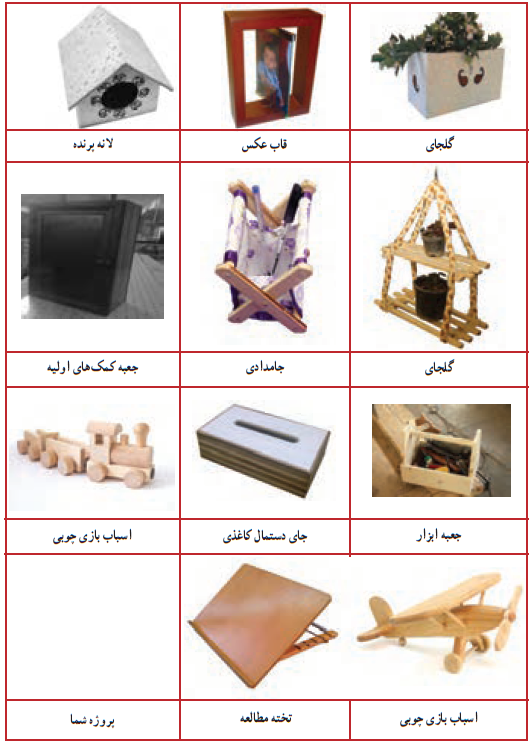 گلجای
قاب عکس
لانه پرنده
گلجای
جامدادی
جعبه کمک‌های اولیه
جعبه ابزار
جای دستمال کاغذی
اسباب بازی چوبی
اسباب بازی چوبی
تخته مطالعه
پروژه شما